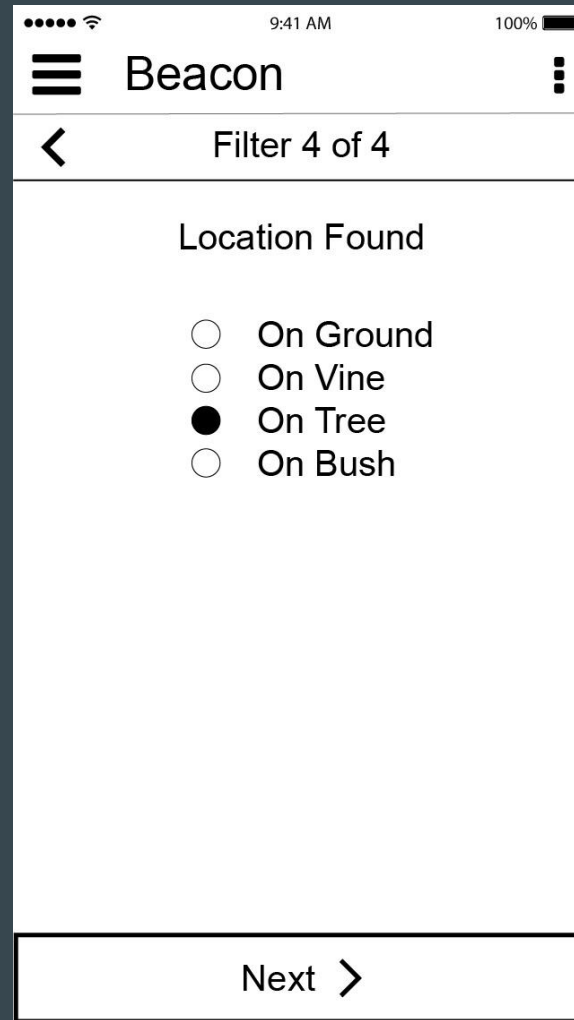 9:41 AM 100%
Beacon
Filter 4 of 4
Location Found
On Ground
On Vine
On Tree
On Bush
Next